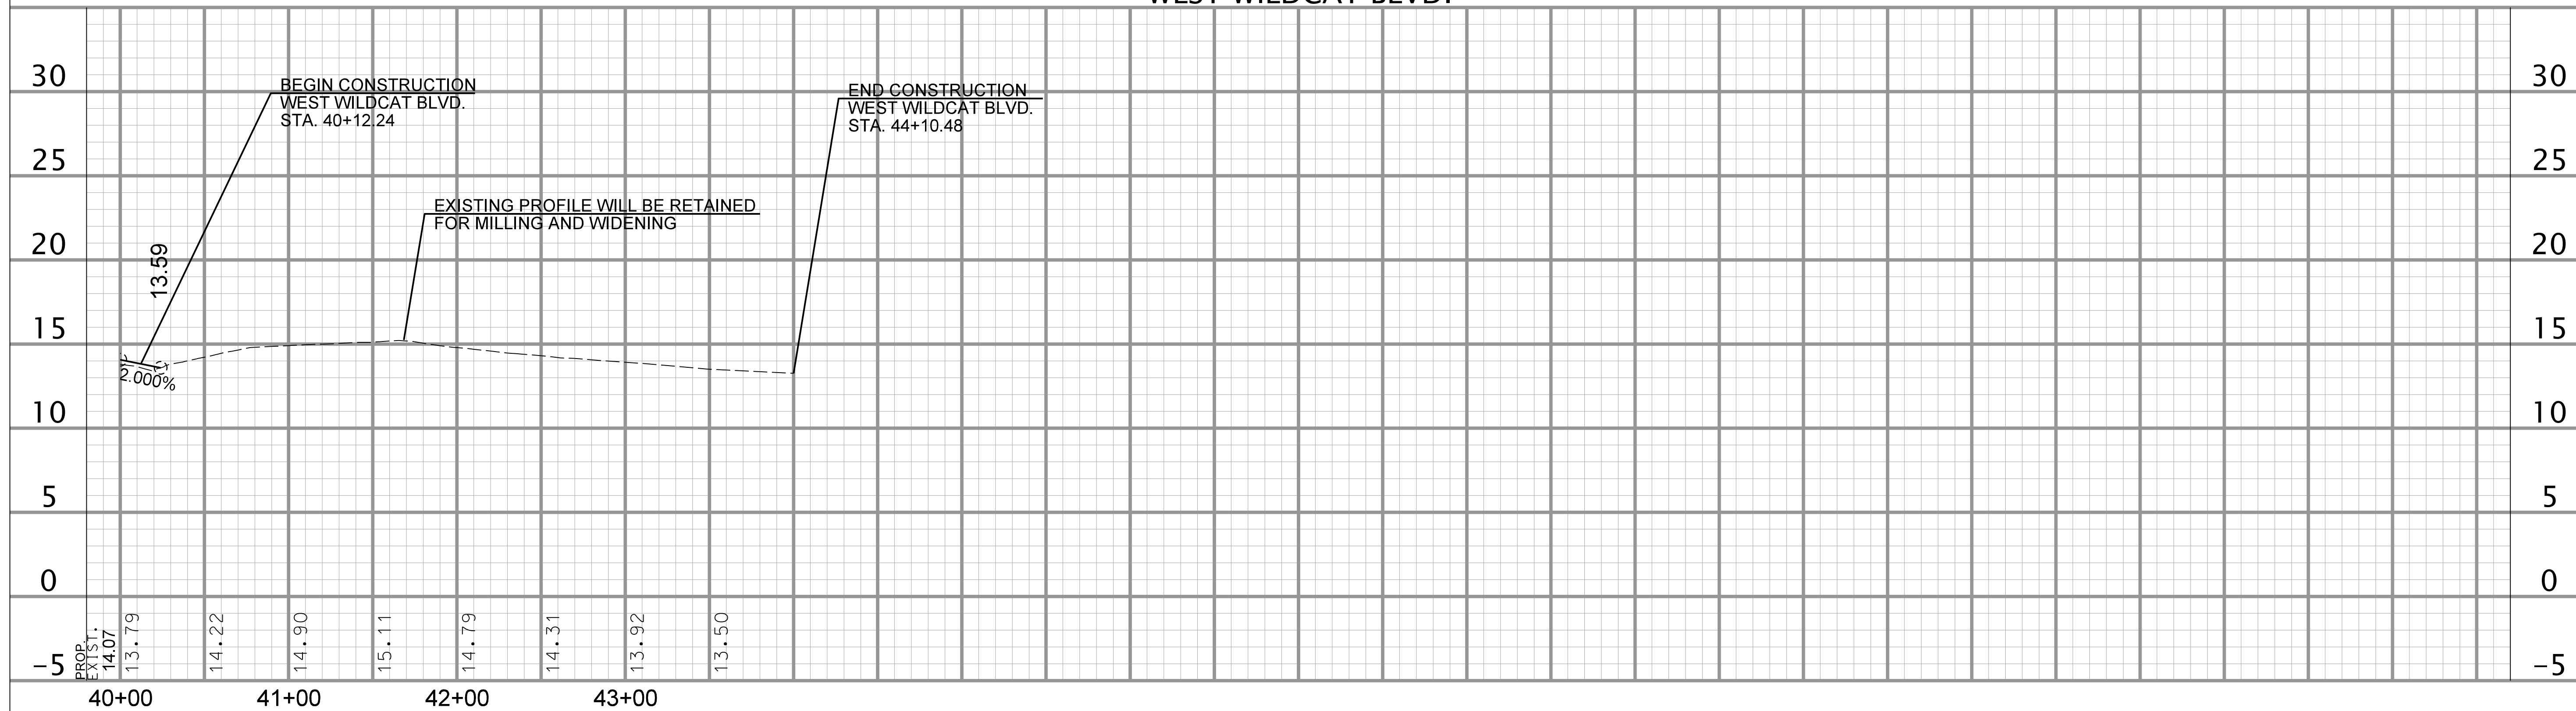 WEST WILDCAT BLVD.
30
30
BEGIN CONSTRUCTION
WEST WILDCAT BLVD.
STA. 40+12.24
END CONSTRUCTION
WEST WILDCAT BLVD.
STA. 44+10.48
25
25
EXISTING PROFILE WILL BE RETAINED
FOR MILLING AND WIDENING
20
20
13.59
15
15
2.000%
10
10
5
5
0
0
-5
PROP.
EXIST.
14.07
13.79
14.22
14.90
15.11
14.79
14.31
13.92
13.50
-5
40+00
41+00
42+00
43+00